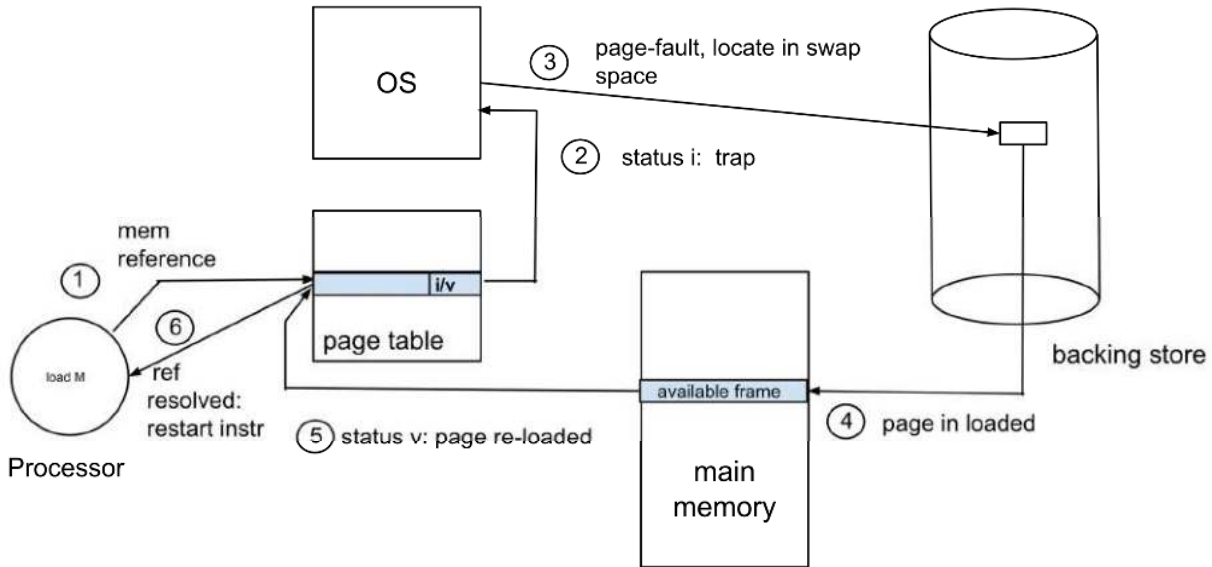 OS
3
page-fault, locate in swap
space
2
status i: trap
mem
reference
1
i/v
6
page table
load M
ref
resolved:
restart instr
backing store
available frame
4
page in loaded
5
status v: page re-loaded
Processor
main
memory